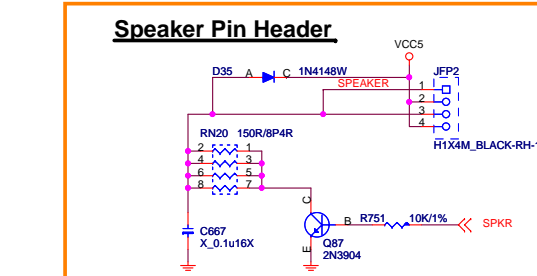 Speaker Pin Header
VCC5
D35 A C 1N4148W JFP2
SPEAKER 1
2
3
4
H1X4M_BLACK-RH-1
RN20 150R/8P4R
2 1
4 3
6 5
8 7
C
C667
X_0.1u16X
B R751 10K/1% SPKR
E
Q87
2N3904